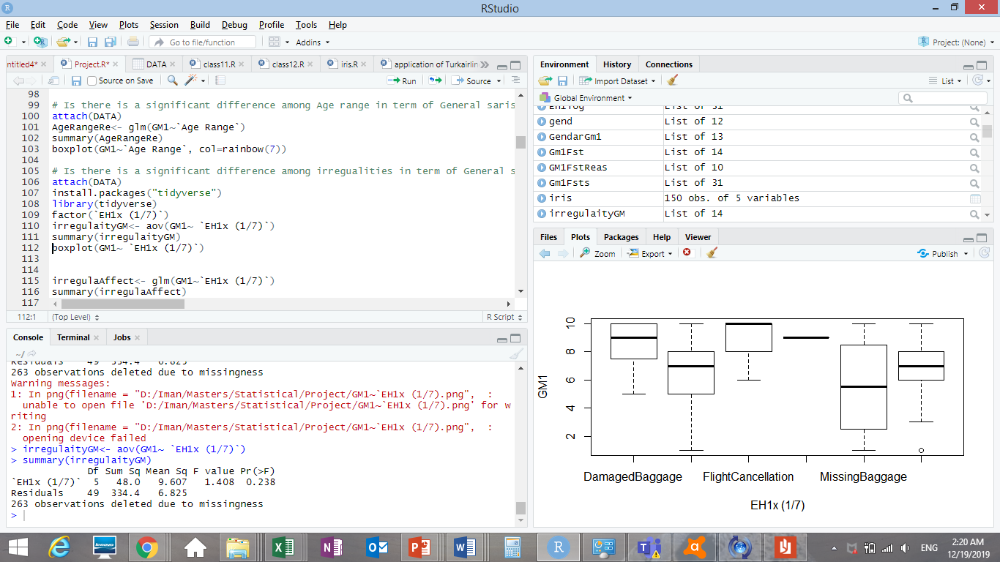 RStudio
File Edit Code View Plots Session Build Debug Profile Tools Help
Go to file/function Addins Project: (None)
ntitled4* Project.R* DATA class11.R class12.R iris.R application of Turkairlin
Source on Save Run Source
98
99 # Is there is a significant difference among Age range in term of General saris
100 attach(DATA)
101 AgeRangeRe<- glm(GM1~`Age Range`)
102 summary(AgeRangeRe)
103 boxplot(GM1~`Age Range`, col=rainbow(7))
104
105 # Is there is a significant difference among irregualities in term of General s
106 attach(DATA)
107 install.packages("tidyverse")
108 library(tidyverse)
109 factor(`EH1x (1/7)`)
110 irregulaityGM<- aov(GM1~ `EH1x (1/7)`)
111 summary(irregulaityGM)
112 boxplot(GM1~ `EH1x (1/7)`)
113
114
115 irregulaAffect<- glm(GM1~`EH1x (1/7)`)
116 summary(irregulaAffect)
117
112:1 (Top Level) R Script
Console Terminal Jobs
~/
Residuals 49 334.4 6.825
263 observations deleted due to missingness
Warning messages:
1: In png(filename = "D:/Iman/Masters/Statistical/Project/GM1~`EH1x (1/7).png", :
unable to open file 'D:/Iman/Masters/Statistical/Project/GM1~`EH1x (1/7).png' for w
riting
2: In png(filename = "D:/Iman/Masters/Statistical/Project/GM1~`EH1x (1/7).png", :
opening device failed
> irregulaityGM<- aov(GM1~ `EH1x (1/7)`)
> summary(irregulaityGM)
Df Sum Sq Mean Sq F value Pr(>F)
`EH1x (1/7)` 5 48.0 9.607 1.408 0.238
Residuals 49 334.4 6.825
263 observations deleted due to missingness
>
Environment History Connections
Import Dataset List
Global Environment
List of 31
gend List of 12
GendarGm1 List of 13
Gm1Fst List of 14
GM1FstReas List of 10
Gm1Fsts List of 31
iris 150 obs. of 5 variables
irregulaityGM List of 14
Files Plots Packages Help Viewer
Zoom Export Publish
GM1
10
8
6
4
2
DamagedBaggage FlightCancellation MissingBaggage
EH1x (1/7)
lenovo
ENG 2:20 AM
12/19/2019